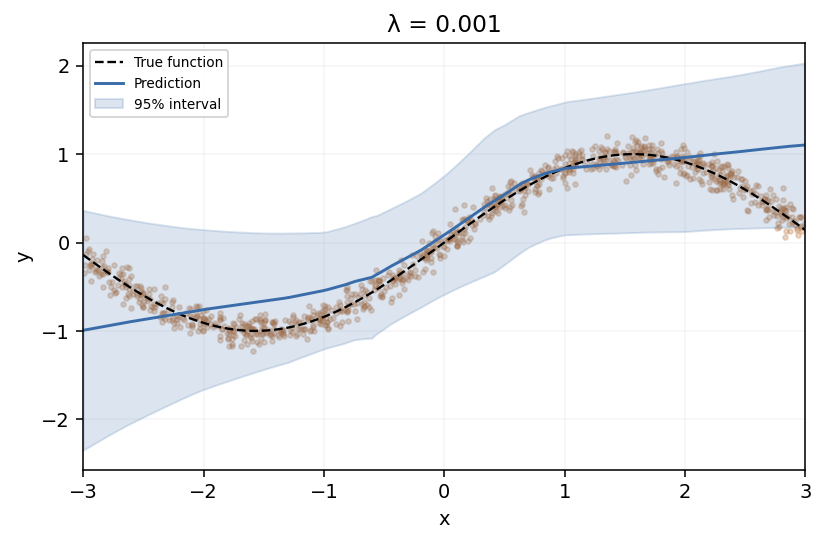 λ = 0.001
True function
Prediction
95% interval
y
2
1
0
−1
−2
−3 −2 −1 0 1 2 3
x